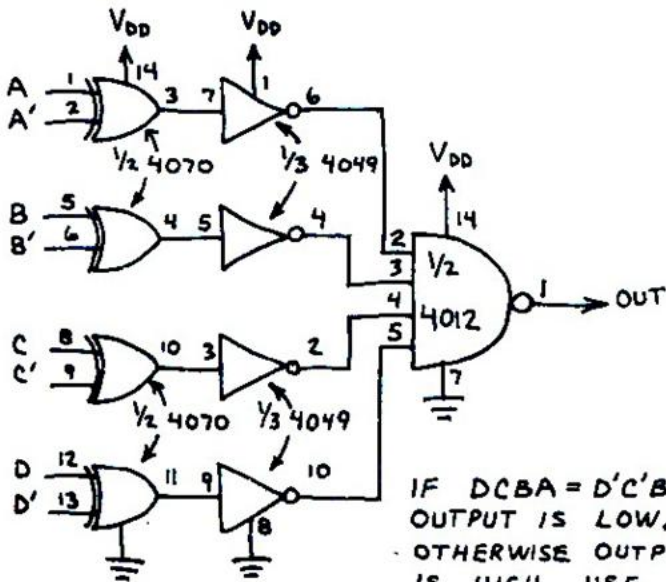 VDD
VDD
14
1
A 1
A' 2
3
7
6
1/2 4070
1/3 4049
VDD
B 5
B' 6
4
5
4
14
2
3
4
5
1/2
4012
1
OUT
7
C 8
C' 9
10
3
2
1/2 4070
1/3 4049
D 12
D' 13
11
9
10
8
IF DCBA = D'C'B
OUTPUT IS LOW.
OTHERWISE OUTP